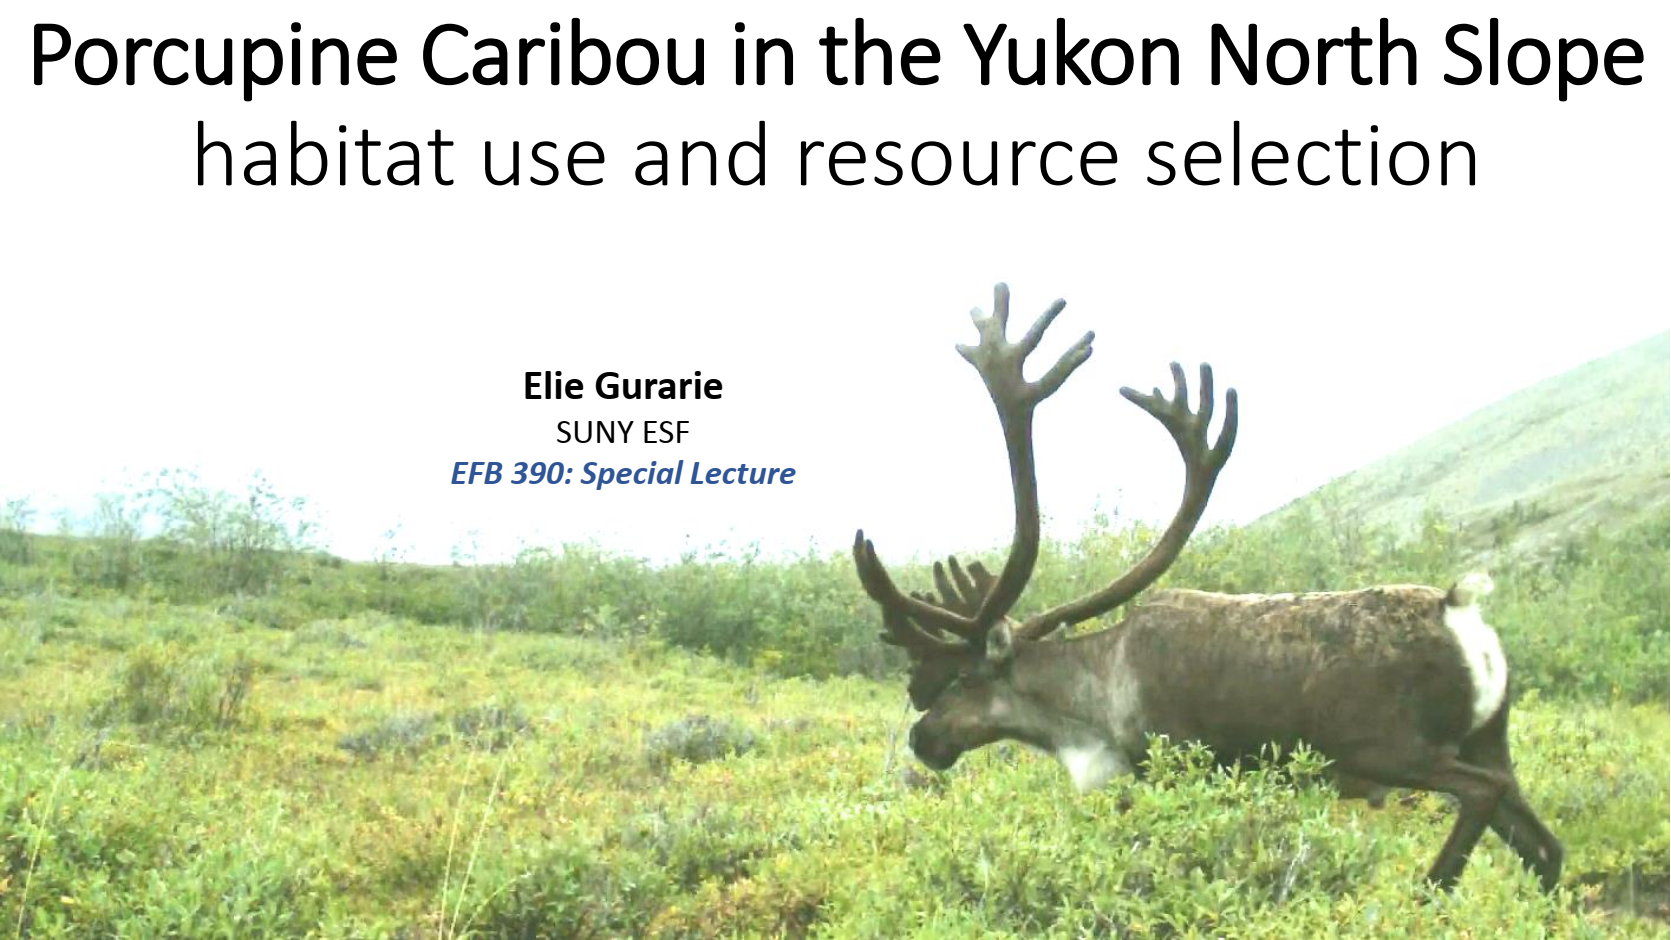 Porcupine Caribou in the Yukon North Slope
habitat use and resource selection
Elie Gurarie
SUNY ESF
EFB 390: Special Lecture